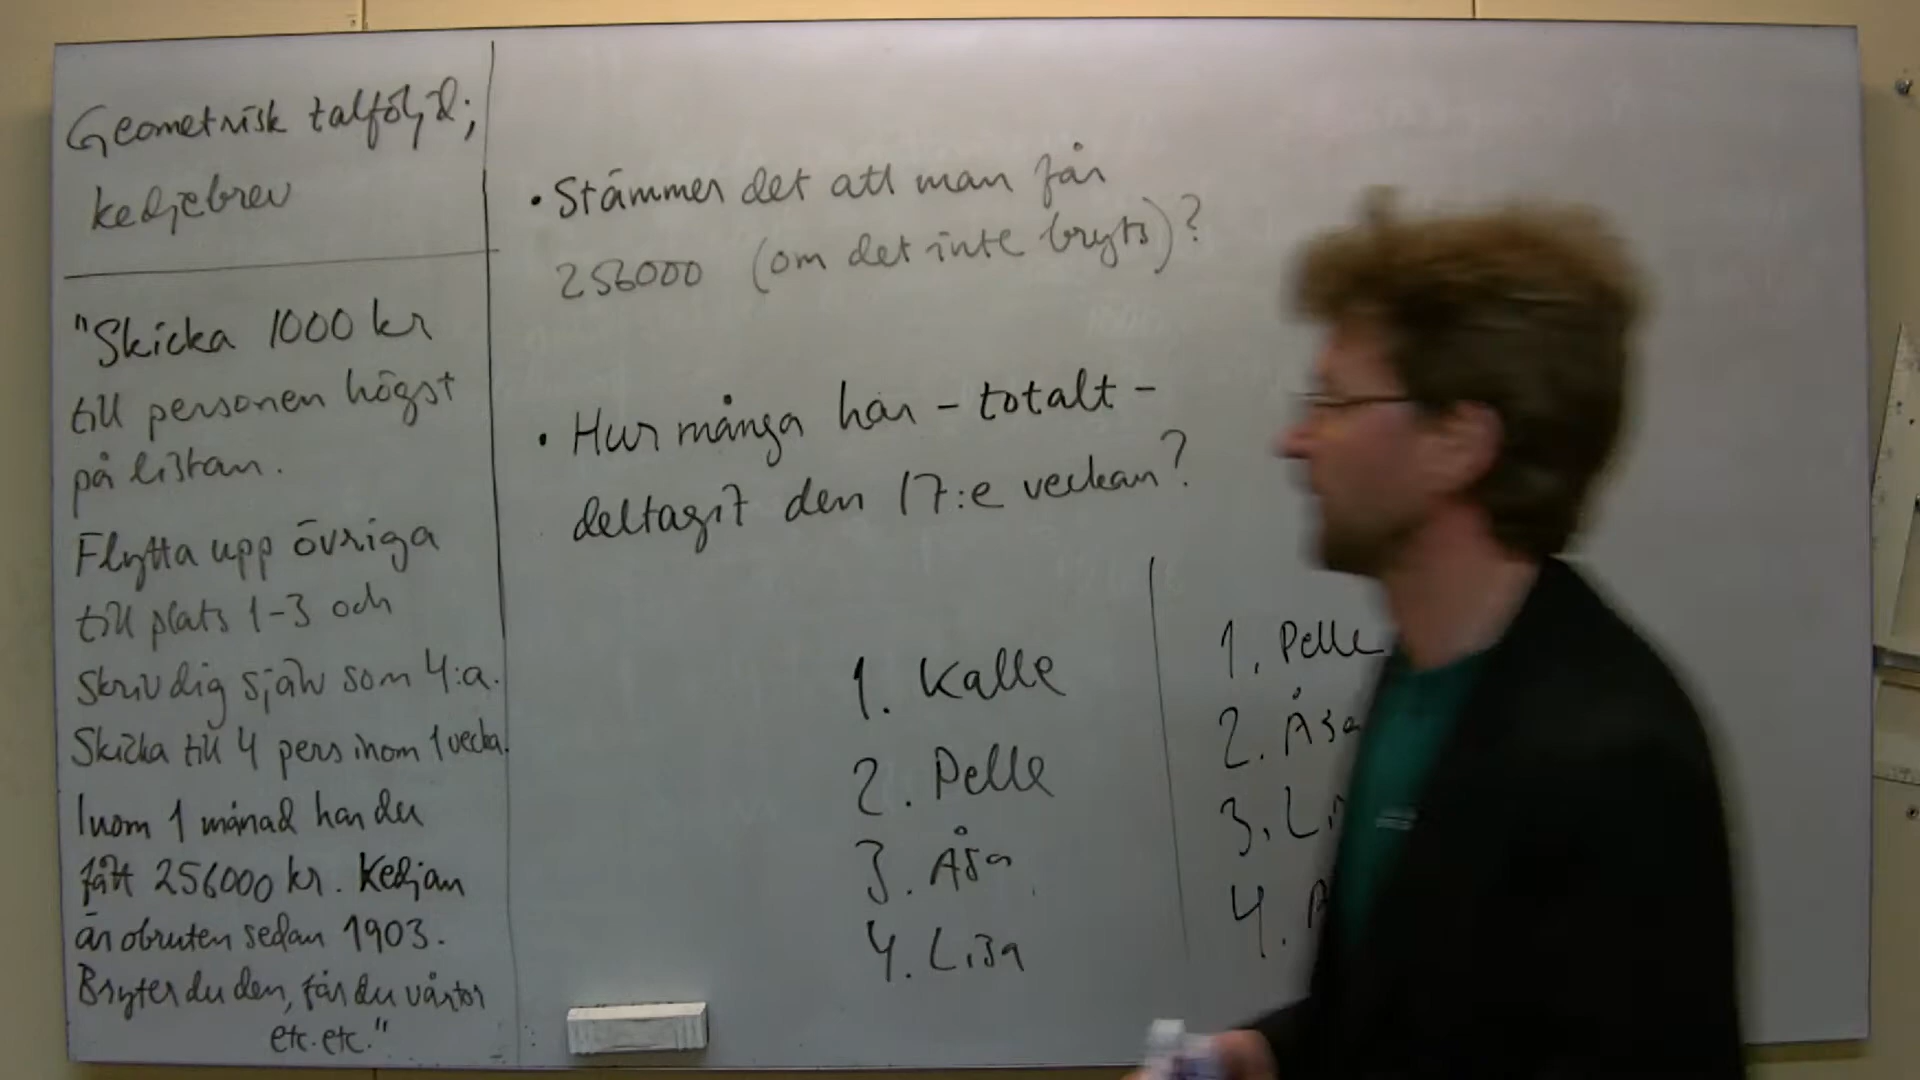 Geometrisk talföljd;
kedjebrev
"Skicka 1000 kr
till personen högst
på listan.
Flytta upp övriga
till plats 1-3 och
skriv dig själv som 4:a.
Skicka till 4 pers inom 1 vecka.
Inom 1 månad har du
fått 256000 kr. Kedjan
är obruten sedan 1903.
Bryter du den, får du vårtor
etc. etc."
• Stämmer det att man får
256000 (om det inte bryts)?
• Hur många har - totalt -
deltagit den 17:e veckan?
1. Kalle
2. Pelle
3. Åsa
4. Lisa
1. Pelle
2. Åsa
3. Li
4.